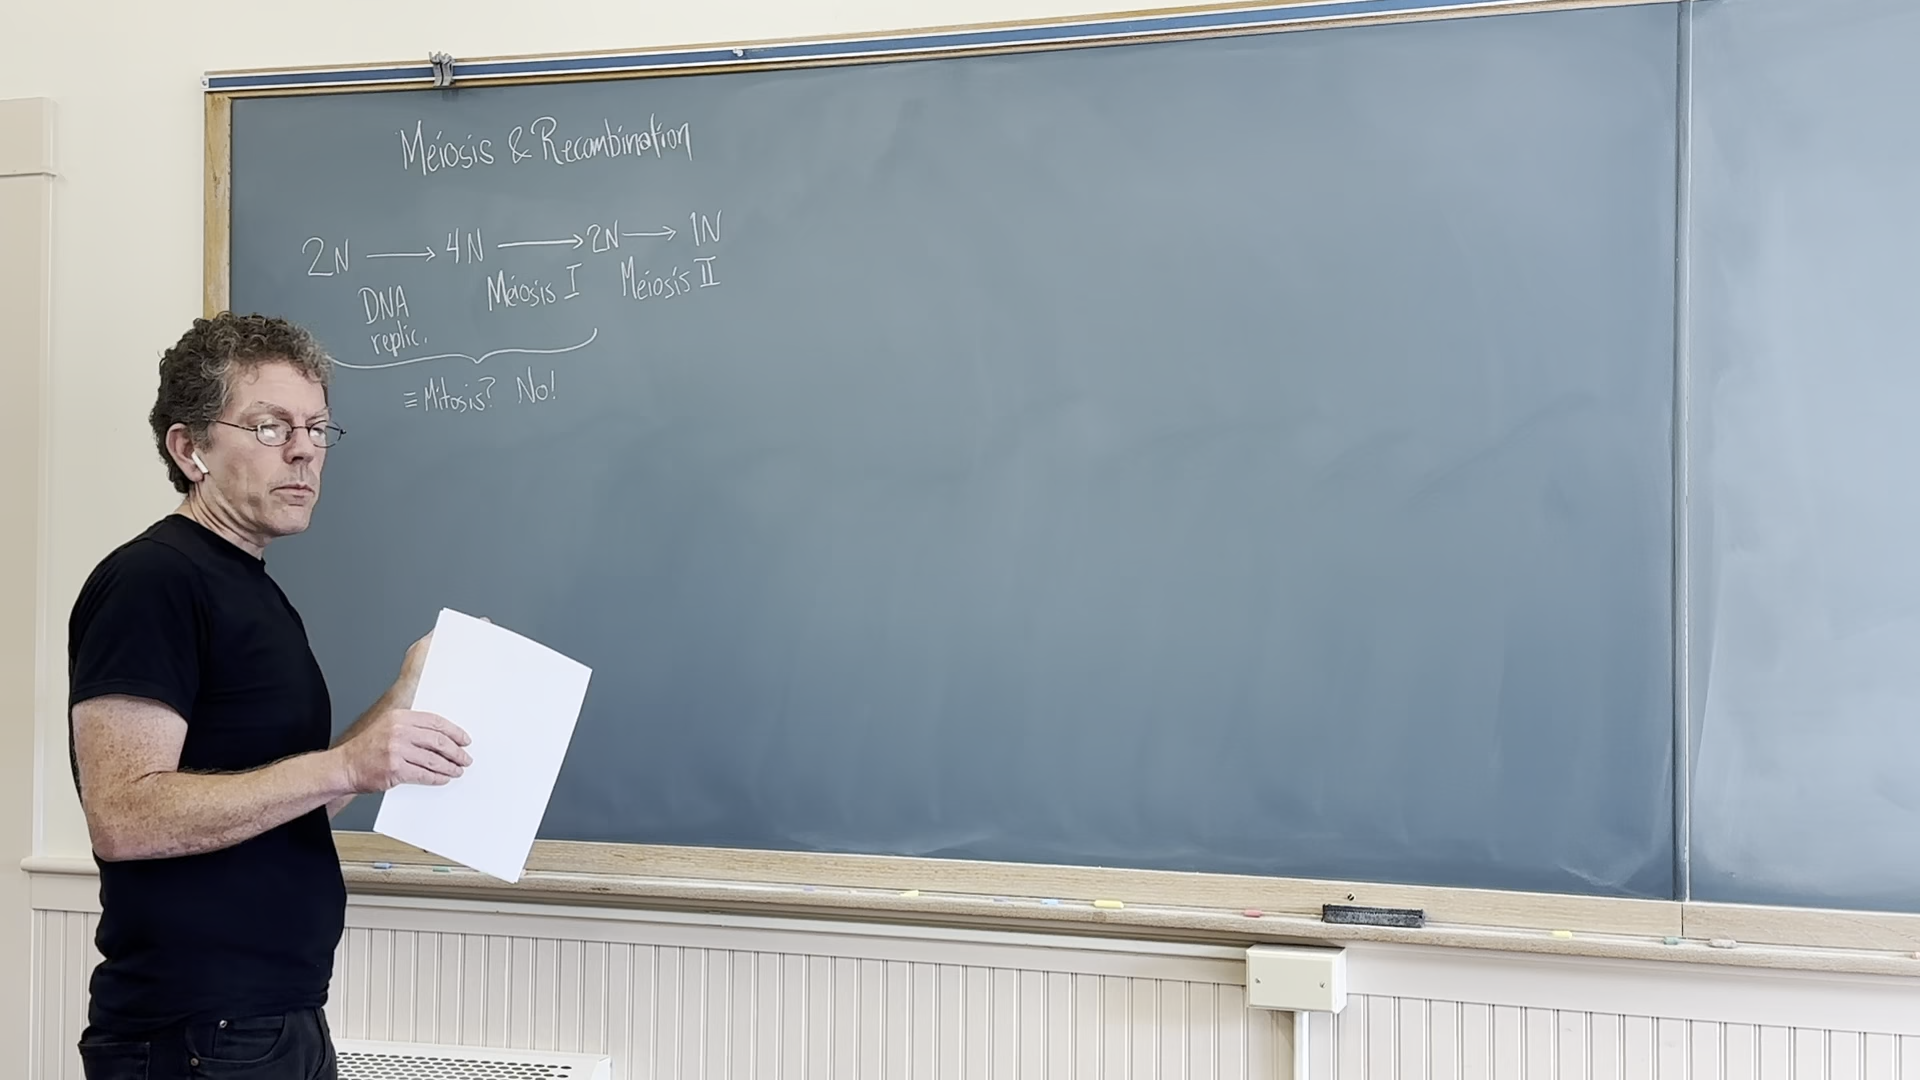 Meiosis & Recombination
2N → 4N → 2N → 1N
DNA replic. Meiosis I Meiosis II
≡ Mitosis? No!